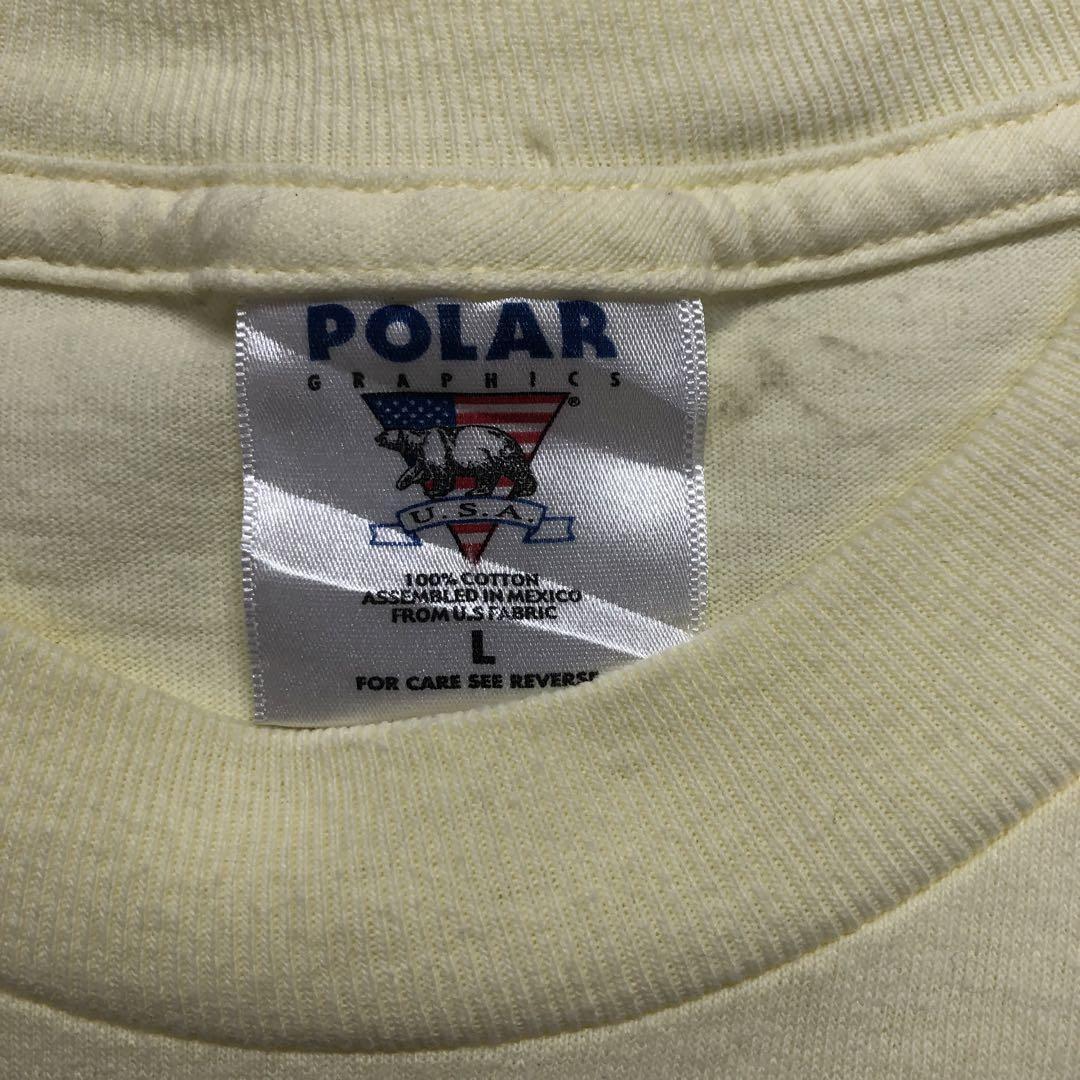 POLAR
GRAPHICS
®
U.S.A.
100% COTTON
ASSEMBLED IN MEXICO
FROM U.S FABRIC
L
FOR CARE SEE REVERSE